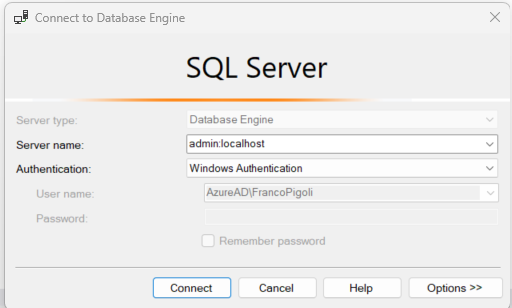 Connect to Database Engine
SQL Server
Server type: Database Engine
Server name: admin:localhost
Authentication: Windows Authentication
User name: AzureAD\FrancoPigoli
Password:
Remember password
Connect Cancel Help Options >>